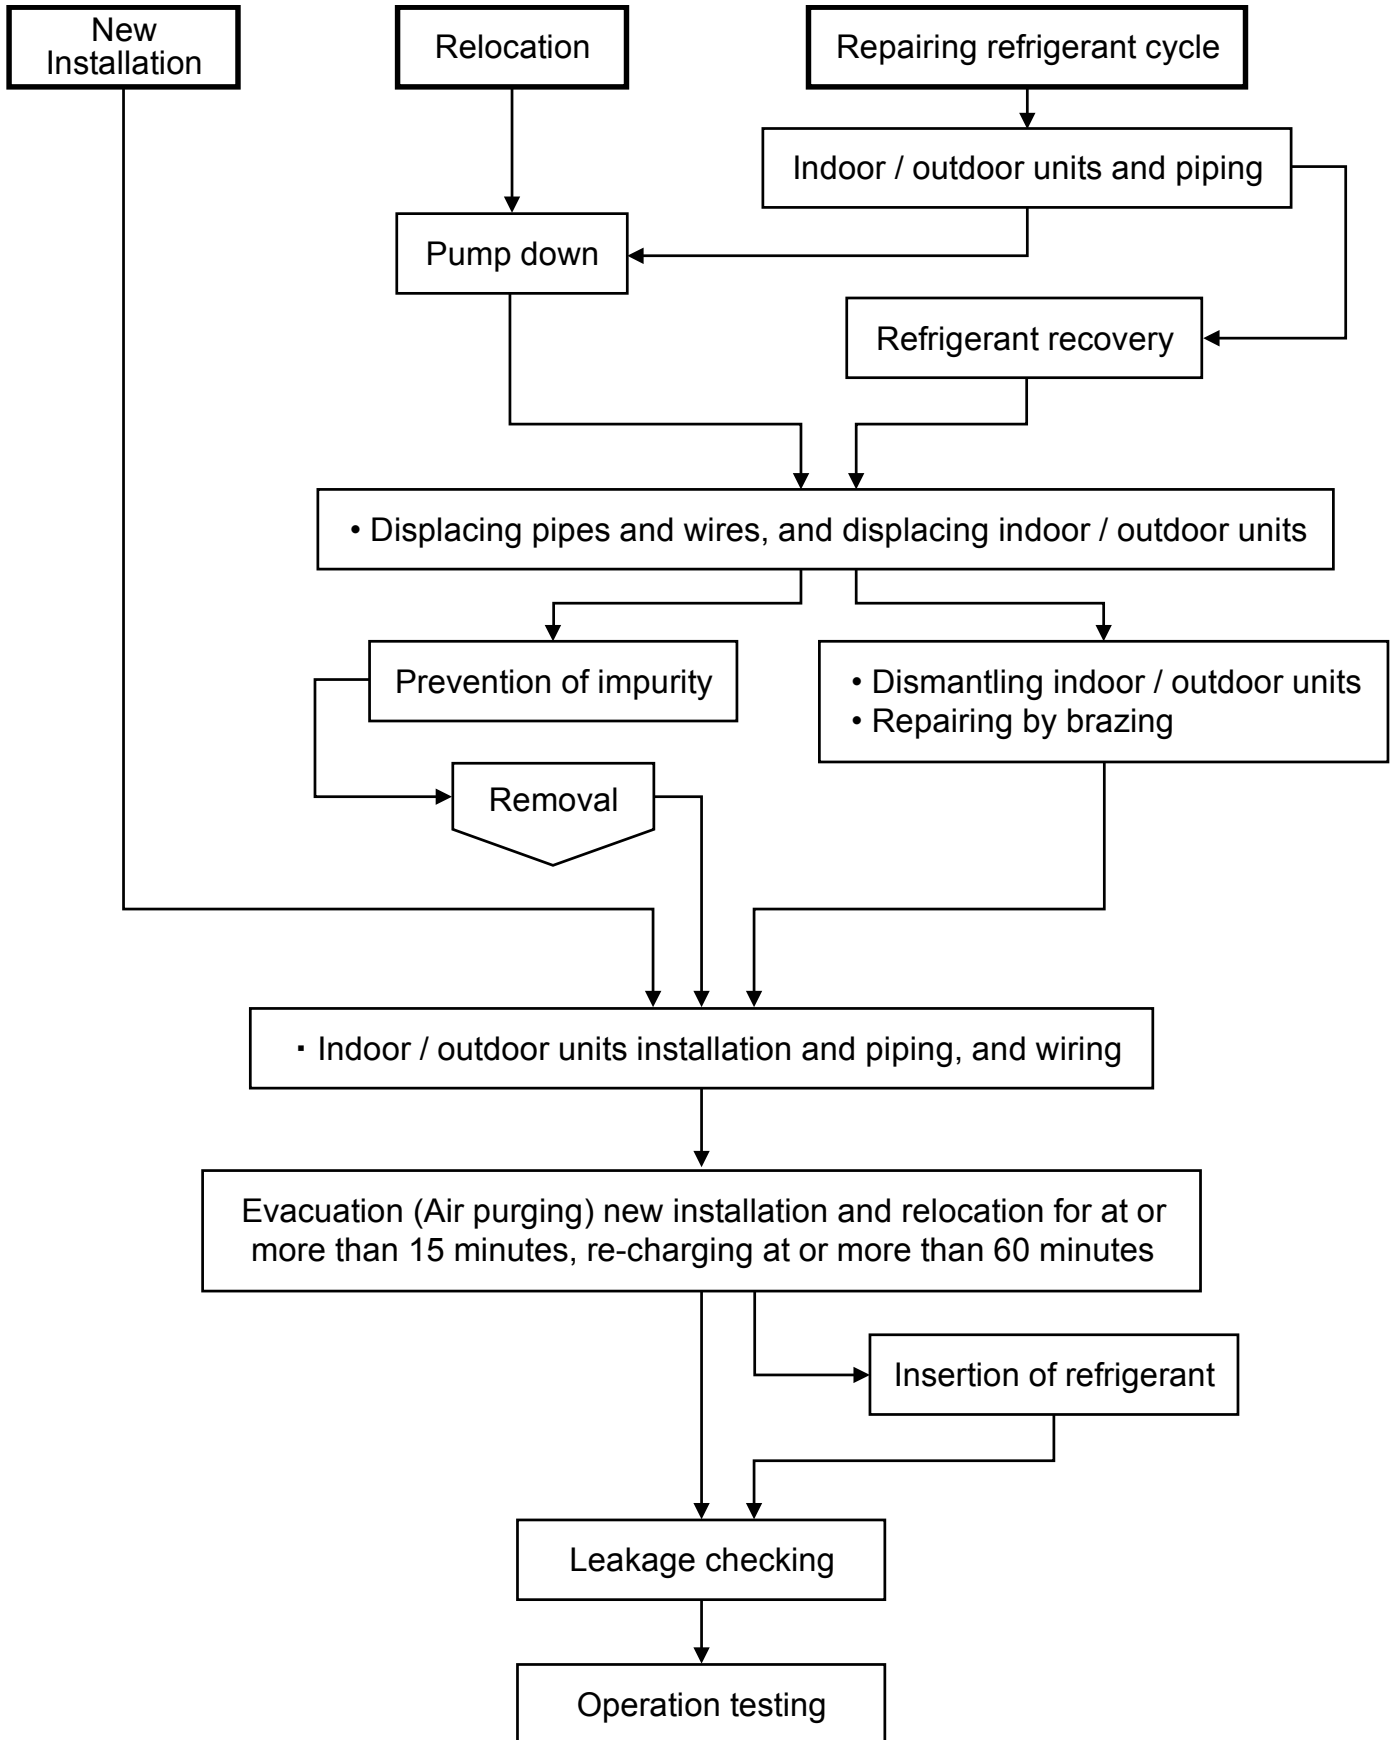 New
Installation
Relocation
Repairing refrigerant cycle
Indoor / outdoor units and piping
Pump down
Refrigerant recovery
• Displacing pipes and wires, and displacing indoor / outdoor units
Prevention of impurity
• Dismantling indoor / outdoor units
• Repairing by brazing
Removal
・Indoor / outdoor units installation and piping, and wiring
Evacuation (Air purging) new installation and relocation for at or
more than 15 minutes, re-charging at or more than 60 minutes
Insertion of refrigerant
Leakage checking
Operation testing